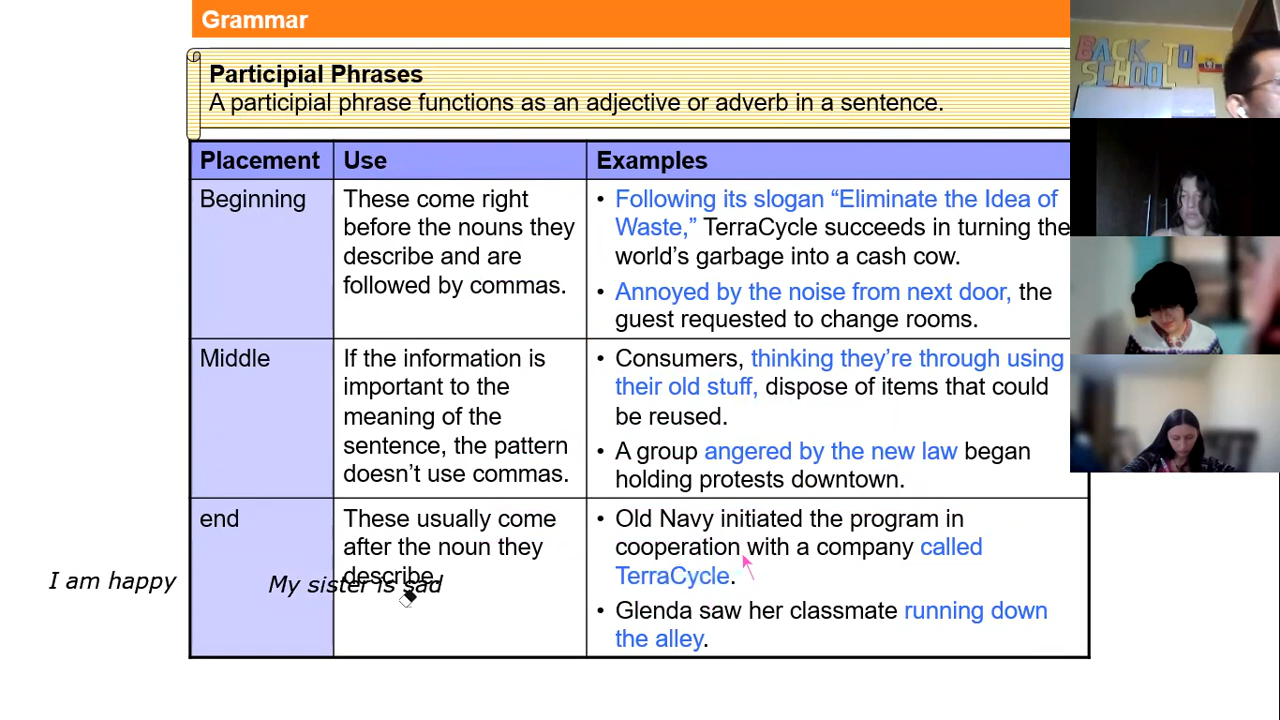 Grammar
Participial Phrases
A participial phrase functions as an adjective or adverb in a sentence.
Placement
Use
Examples
Beginning
These come right
before the nouns they
describe and are
followed by commas.
• Following its slogan “Eliminate the Idea of
Waste,” TerraCycle succeeds in turning the
world’s garbage into a cash cow.
• Annoyed by the noise from next door, the
guest requested to change rooms.
Middle
If the information is
important to the
meaning of the
sentence, the pattern
doesn’t use commas.
• Consumers, thinking they’re through using
their old stuff, dispose of items that could
be reused.
• A group angered by the new law began
holding protests downtown.
end
These usually come
after the noun they
describe.
• Old Navy initiated the program in
cooperation with a company called
TerraCycle.
• Glenda saw her classmate running down
the alley.
I am happy
My sister is sad
BACK TO
SCHOOL